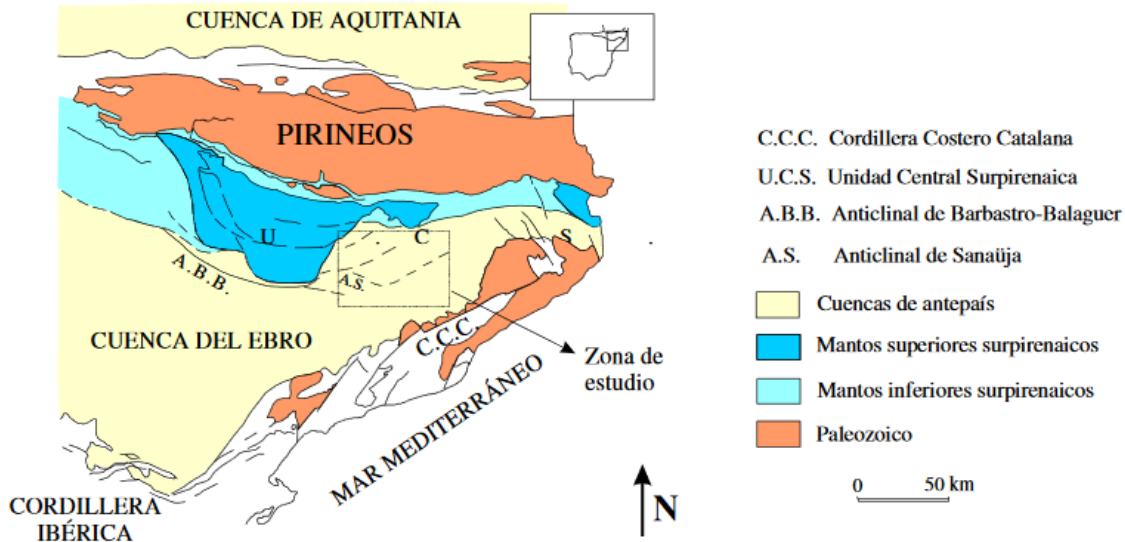 CUENCA DE AQUITANIA
PIRINEOS
U
C
S
A.B.B.
A.S.
CUENCA DEL EBRO
C.C.C.
Zona de
estudio
MAR MEDITERRÁNEO
CORDILLERA
IBÉRICA
N
C.C.C. Cordillera Costero Catalana
U.C.S. Unidad Central Surpirenaica
A.B.B. Anticlinal de Barbastro-Balaguer
A.S. Anticlinal de Sanaüja
Cuencas de antepaís
Mantos superiores surpirenaicos
Mantos inferiores surpirenaicos
Paleozoico
0 50 km